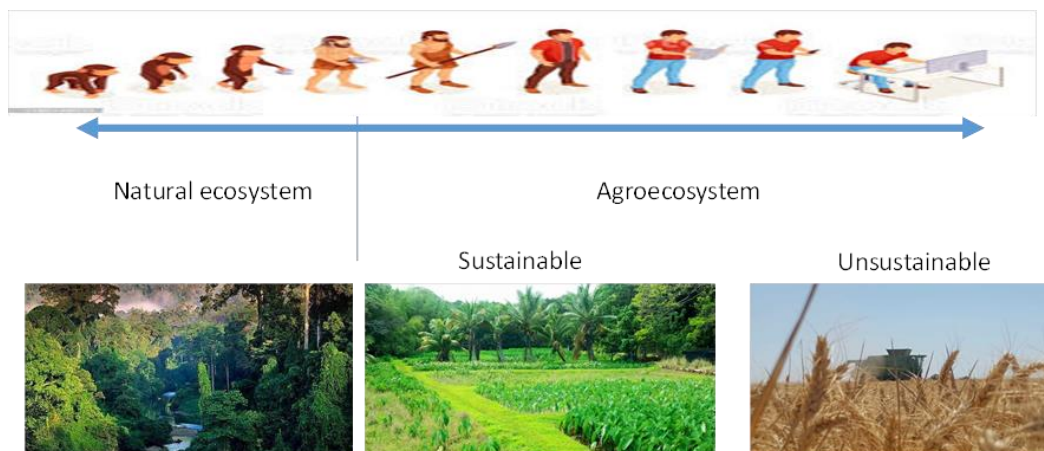 Natural ecosystem
Agroecosystem
Sustainable
Unsustainable